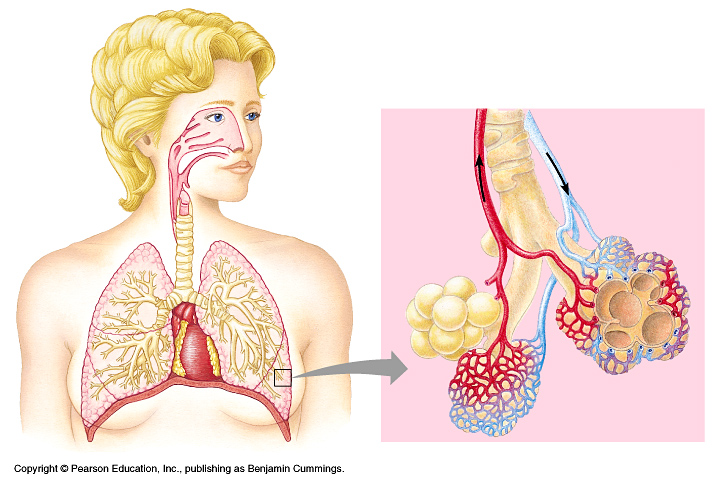 Copyright © Pearson Education, Inc., publishing as Benjamin Cummings.